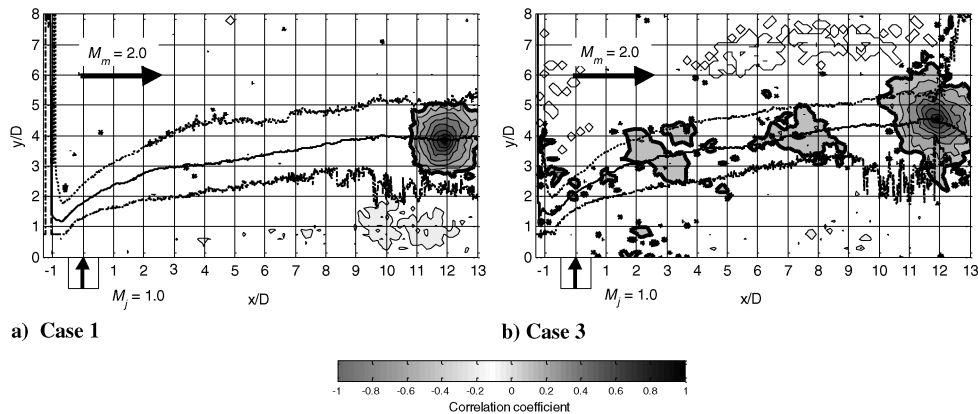 8
7
6
5
4
3
2
1
0
y/D
M_m = 2.0
-1 1 2 3 4 5 6 7 8 9 10 11 12 13
M_j = 1.0
x/D
a) Case 1
8
7
6
5
4
3
2
1
0
y/D
M_m = 2.0
-1 1 2 3 4 5 6 7 8 9 10 11 12 13
M_j = 1.0
x/D
b) Case 3
-1 -0.8 -0.6 -0.4 -0.2 0 0.2 0.4 0.6 0.8 1
Correlation coefficient